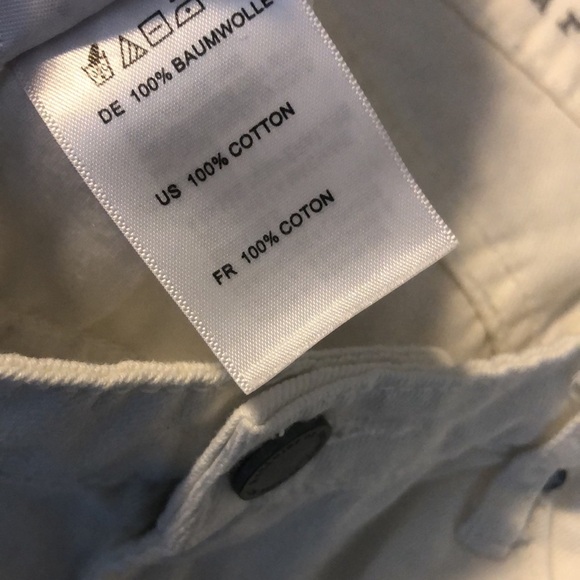 DE 100% BAUMWOLLE
US 100% COTTON
FR 100% COTON